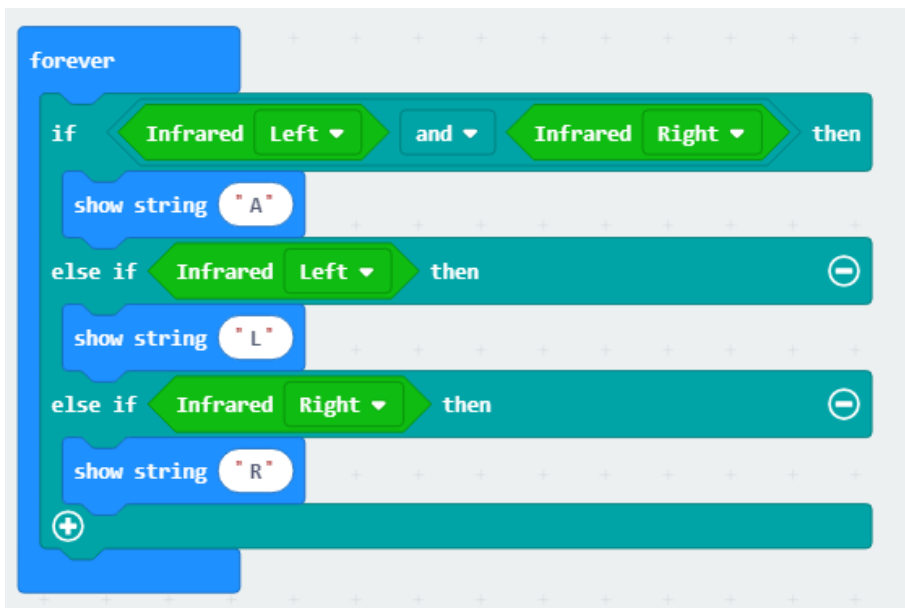 forever
if Infrared Left and Infrared Right then
show string "A"
else if Infrared Left then
show string "L"
else if Infrared Right then
show string "R"